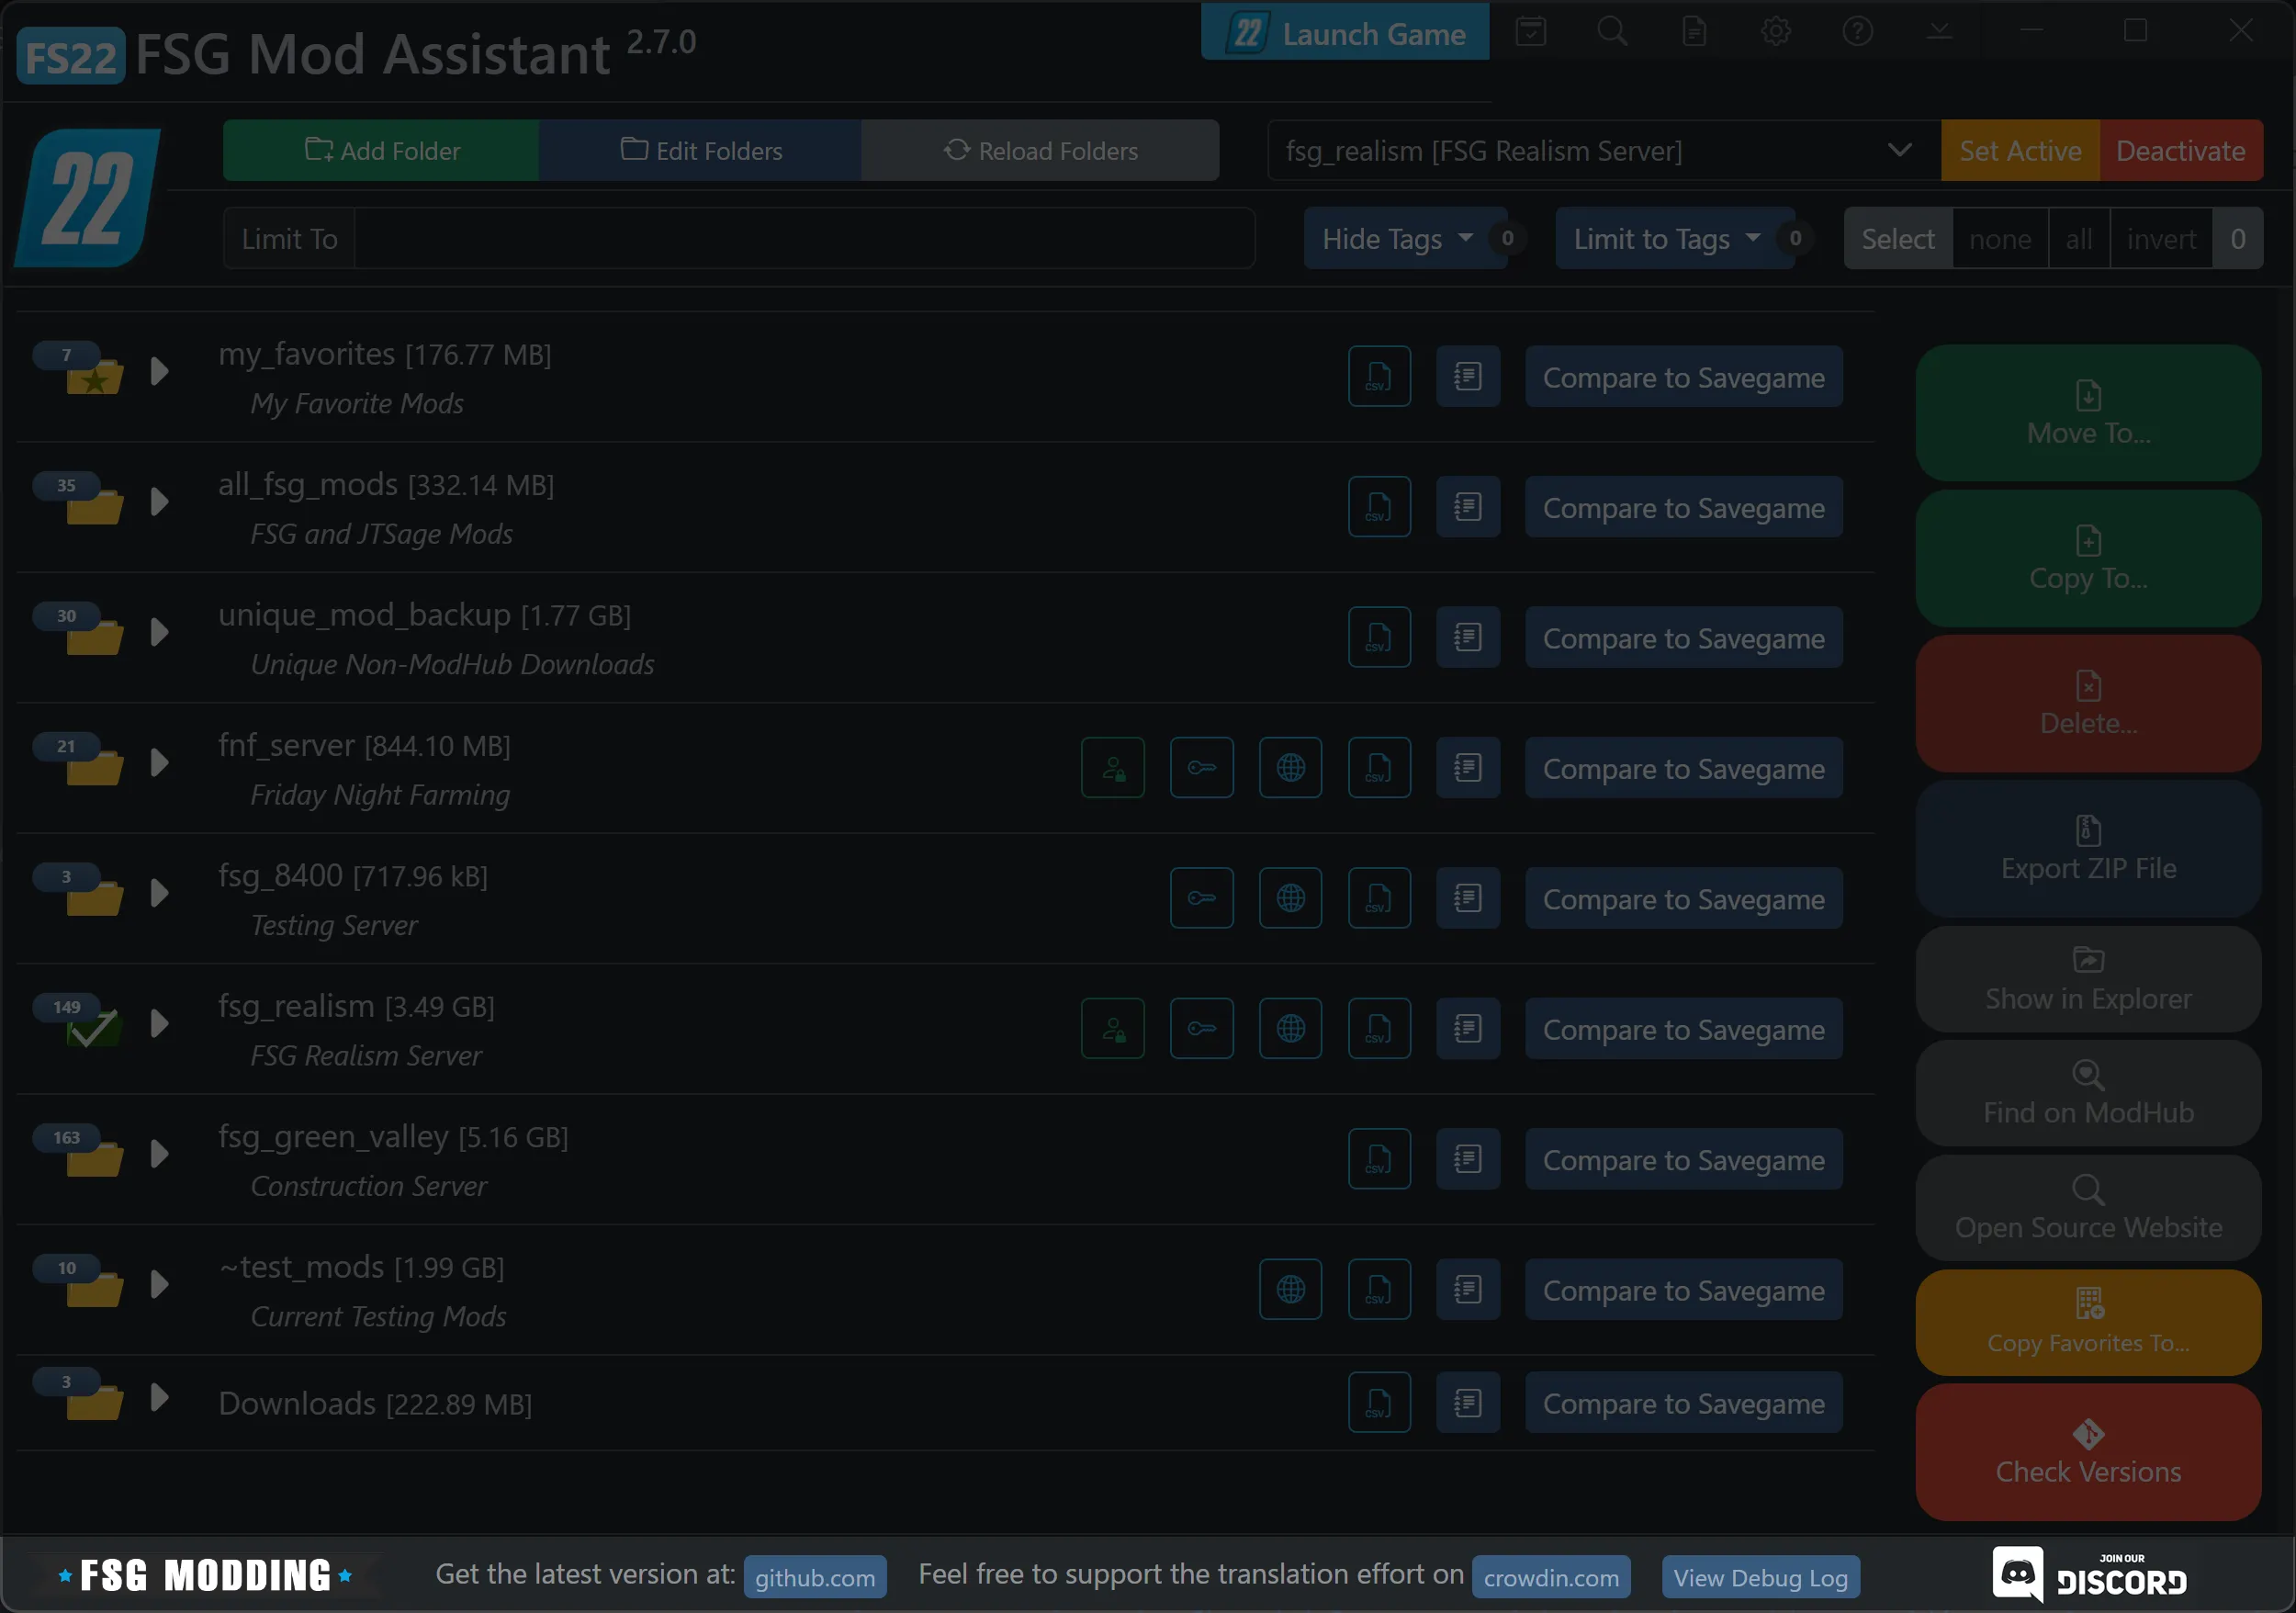 FS22 FSG Mod Assistant 2.7.0
22 Launch Game
22
Add Folder
Edit Folders
Reload Folders
fsg_realism [FSG Realism Server]
Set Active
Deactivate
Limit To
Hide Tags 0
Limit to Tags 0
Select none all invert 0
7
my_favorites [176.77 MB]
My Favorite Mods
CSV
Compare to Savegame
35
all_fsg_mods [332.14 MB]
FSG and JTSage Mods
CSV
Compare to Savegame
30
unique_mod_backup [1.77 GB]
Unique Non-ModHub Downloads
CSV
Compare to Savegame
21
fnf_server [844.10 MB]
Friday Night Farming
CSV
Compare to Savegame
3
fsg_8400 [717.96 kB]
Testing Server
CSV
Compare to Savegame
149
fsg_realism [3.49 GB]
FSG Realism Server
CSV
Compare to Savegame
163
fsg_green_valley [5.16 GB]
Construction Server
CSV
Compare to Savegame
10
~test_mods [1.99 GB]
Current Testing Mods
CSV
Compare to Savegame
3
Downloads [222.89 MB]
CSV
Compare to Savegame
Move To...
Copy To...
Delete...
Export ZIP File
Show in Explorer
Find on ModHub
Open Source Website
Copy Favorites To...
Check Versions
FSG MODDING
Get the latest version at: github.com
Feel free to support the translation effort on crowdin.com
View Debug Log
JOIN OUR
DISCORD